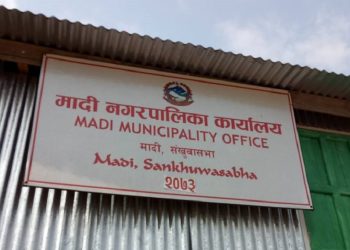 मादी नगरपालिका कार्यालय
MADI MUNICIPALITY OFFICE
मादी, संखुवासभा
Madi, Sankhuwasabha
२०७३